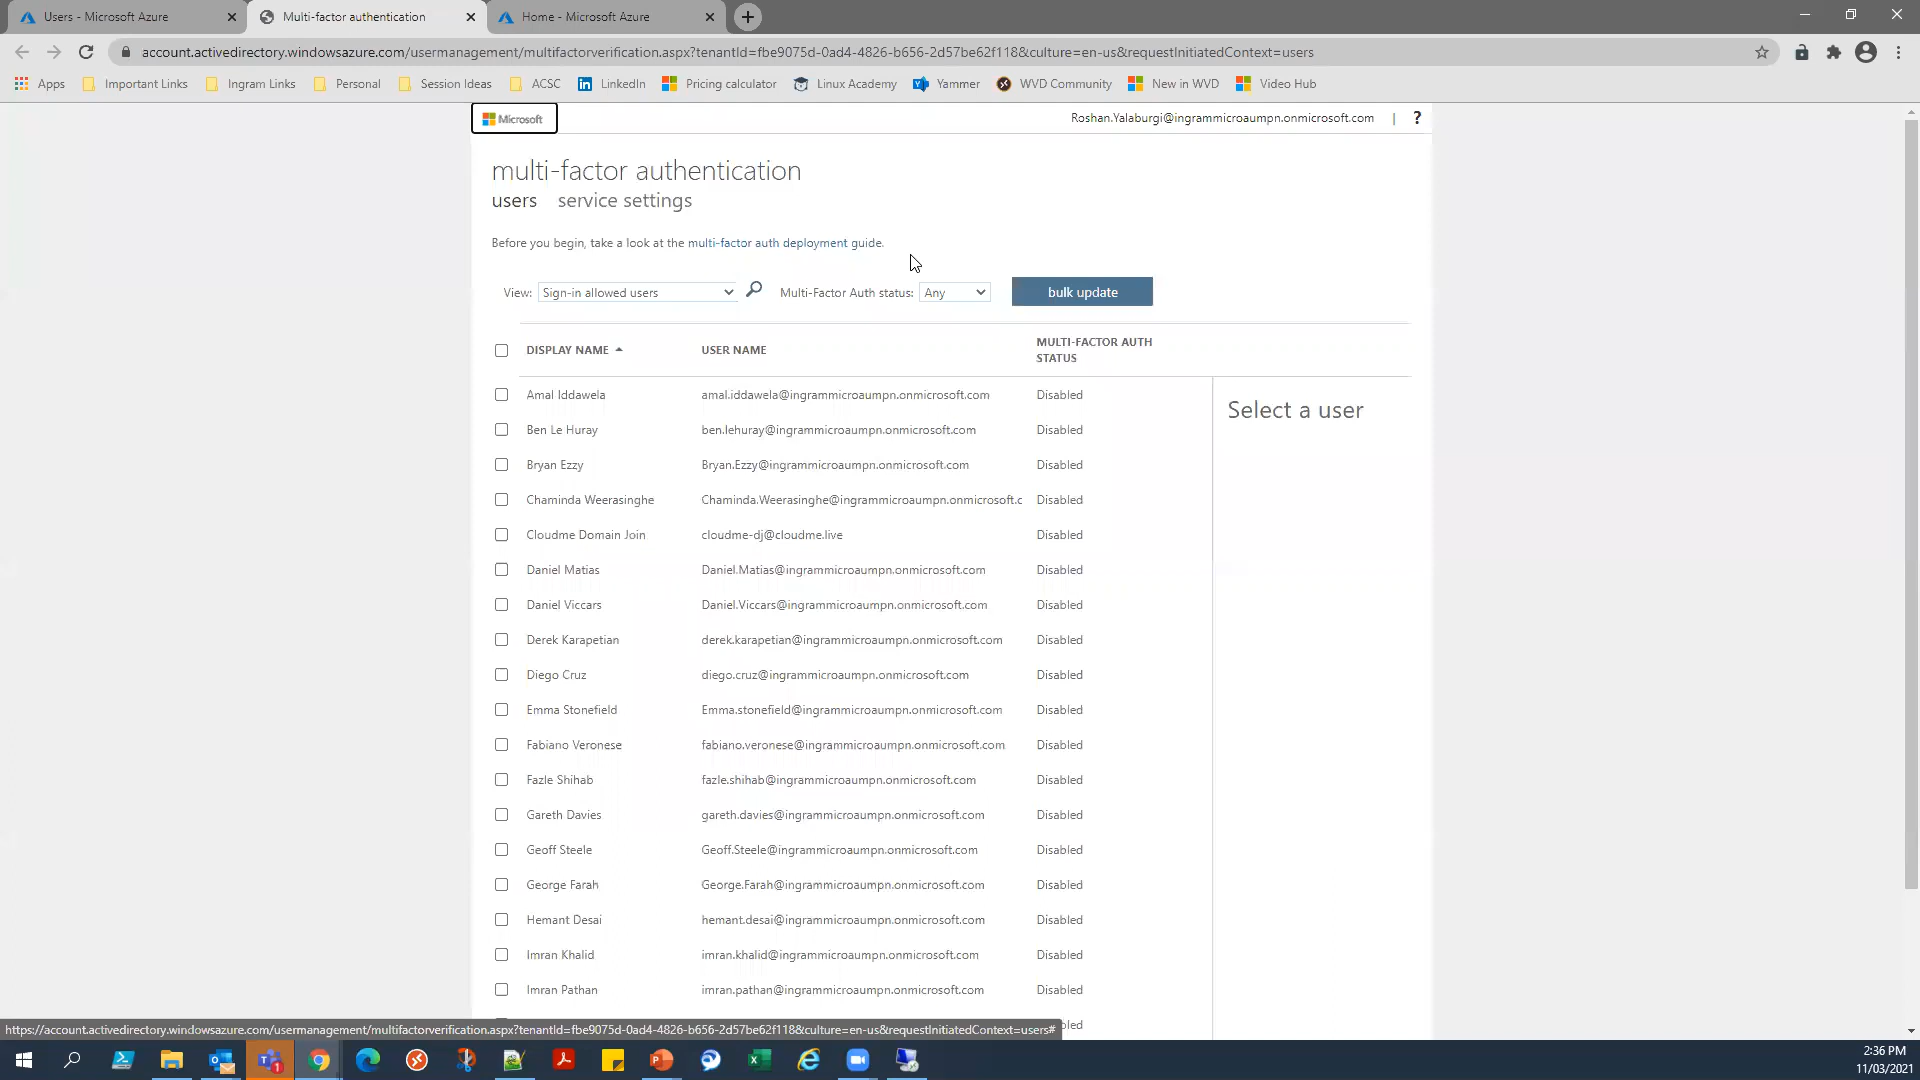 Users - Microsoft Azure
Multi-factor authentication
Home - Microsoft Azure
account.activedirectory.windowsazure.com/usermanagement/multifactorverification.aspx?tenantId=fbe9075d-0ad4-4826-b656-2d57be62f118&culture=en-us&requestInitiatedContext=users
Apps Important Links Ingram Links Personal Session Ideas ACSC LinkedIn Pricing calculator Linux Academy Yammer WVD Community New in WVD Video Hub
Microsoft
Roshan.Yalaburgi@ingrammicroaumpn.onmicrosoft.com | ?
multi-factor authentication
users service settings
Before you begin, take a look at the multi-factor auth deployment guide.
View: Sign-in allowed users Multi-Factor Auth status: Any bulk update
DISPLAY NAME USER NAME MULTI-FACTOR AUTH
STATUS
Amal Iddawela amal.iddawela@ingrammicroaumpn.onmicrosoft.com Disabled
Select a user
Ben Le Huray ben.lehuray@ingrammicroaumpn.onmicrosoft.com Disabled
Bryan Ezzy Bryan.Ezzy@ingrammicroaumpn.onmicrosoft.com Disabled
Chaminda Weerasinghe Chaminda.Weerasinghe@ingrammicroaumpn.onmicrosoft.c Disabled
Cloudme Domain Join cloudme-dj@cloudme.live Disabled
Daniel Matias Daniel.Matias@ingrammicroaumpn.onmicrosoft.com Disabled
Daniel Viccars Daniel.Viccars@ingrammicroaumpn.onmicrosoft.com Disabled
Derek Karapetian derek.karapetian@ingrammicroaumpn.onmicrosoft.com Disabled
Diego Cruz diego.cruz@ingrammicroaumpn.onmicrosoft.com Disabled
Emma Stonefield Emma.stonefield@ingrammicroaumpn.onmicrosoft.com Disabled
Fabiano Veronese fabiano.veronese@ingrammicroaumpn.onmicrosoft.com Disabled
Fazle Shihab fazle.shihab@ingrammicroaumpn.onmicrosoft.com Disabled
Gareth Davies gareth.davies@ingrammicroaumpn.onmicrosoft.com Disabled
Geoff Steele Geoff.Steele@ingrammicroaumpn.onmicrosoft.com Disabled
George Farah George.Farah@ingrammicroaumpn.onmicrosoft.com Disabled
Hemant Desai hemant.desai@ingrammicroaumpn.onmicrosoft.com Disabled
Imran Khalid imran.khalid@ingrammicroaumpn.onmicrosoft.com Disabled
Imran Pathan imran.pathan@ingrammicroaumpn.onmicrosoft.com Disabled
https://account.activedirectory.windowsazure.com/usermanagement/multifactorverification.aspx?tenantId=fbe9075d-0ad4-4826-b656-2d57be62f118&culture=en-us&requestInitiatedContext=users#
2:36 PM
11/03/2021